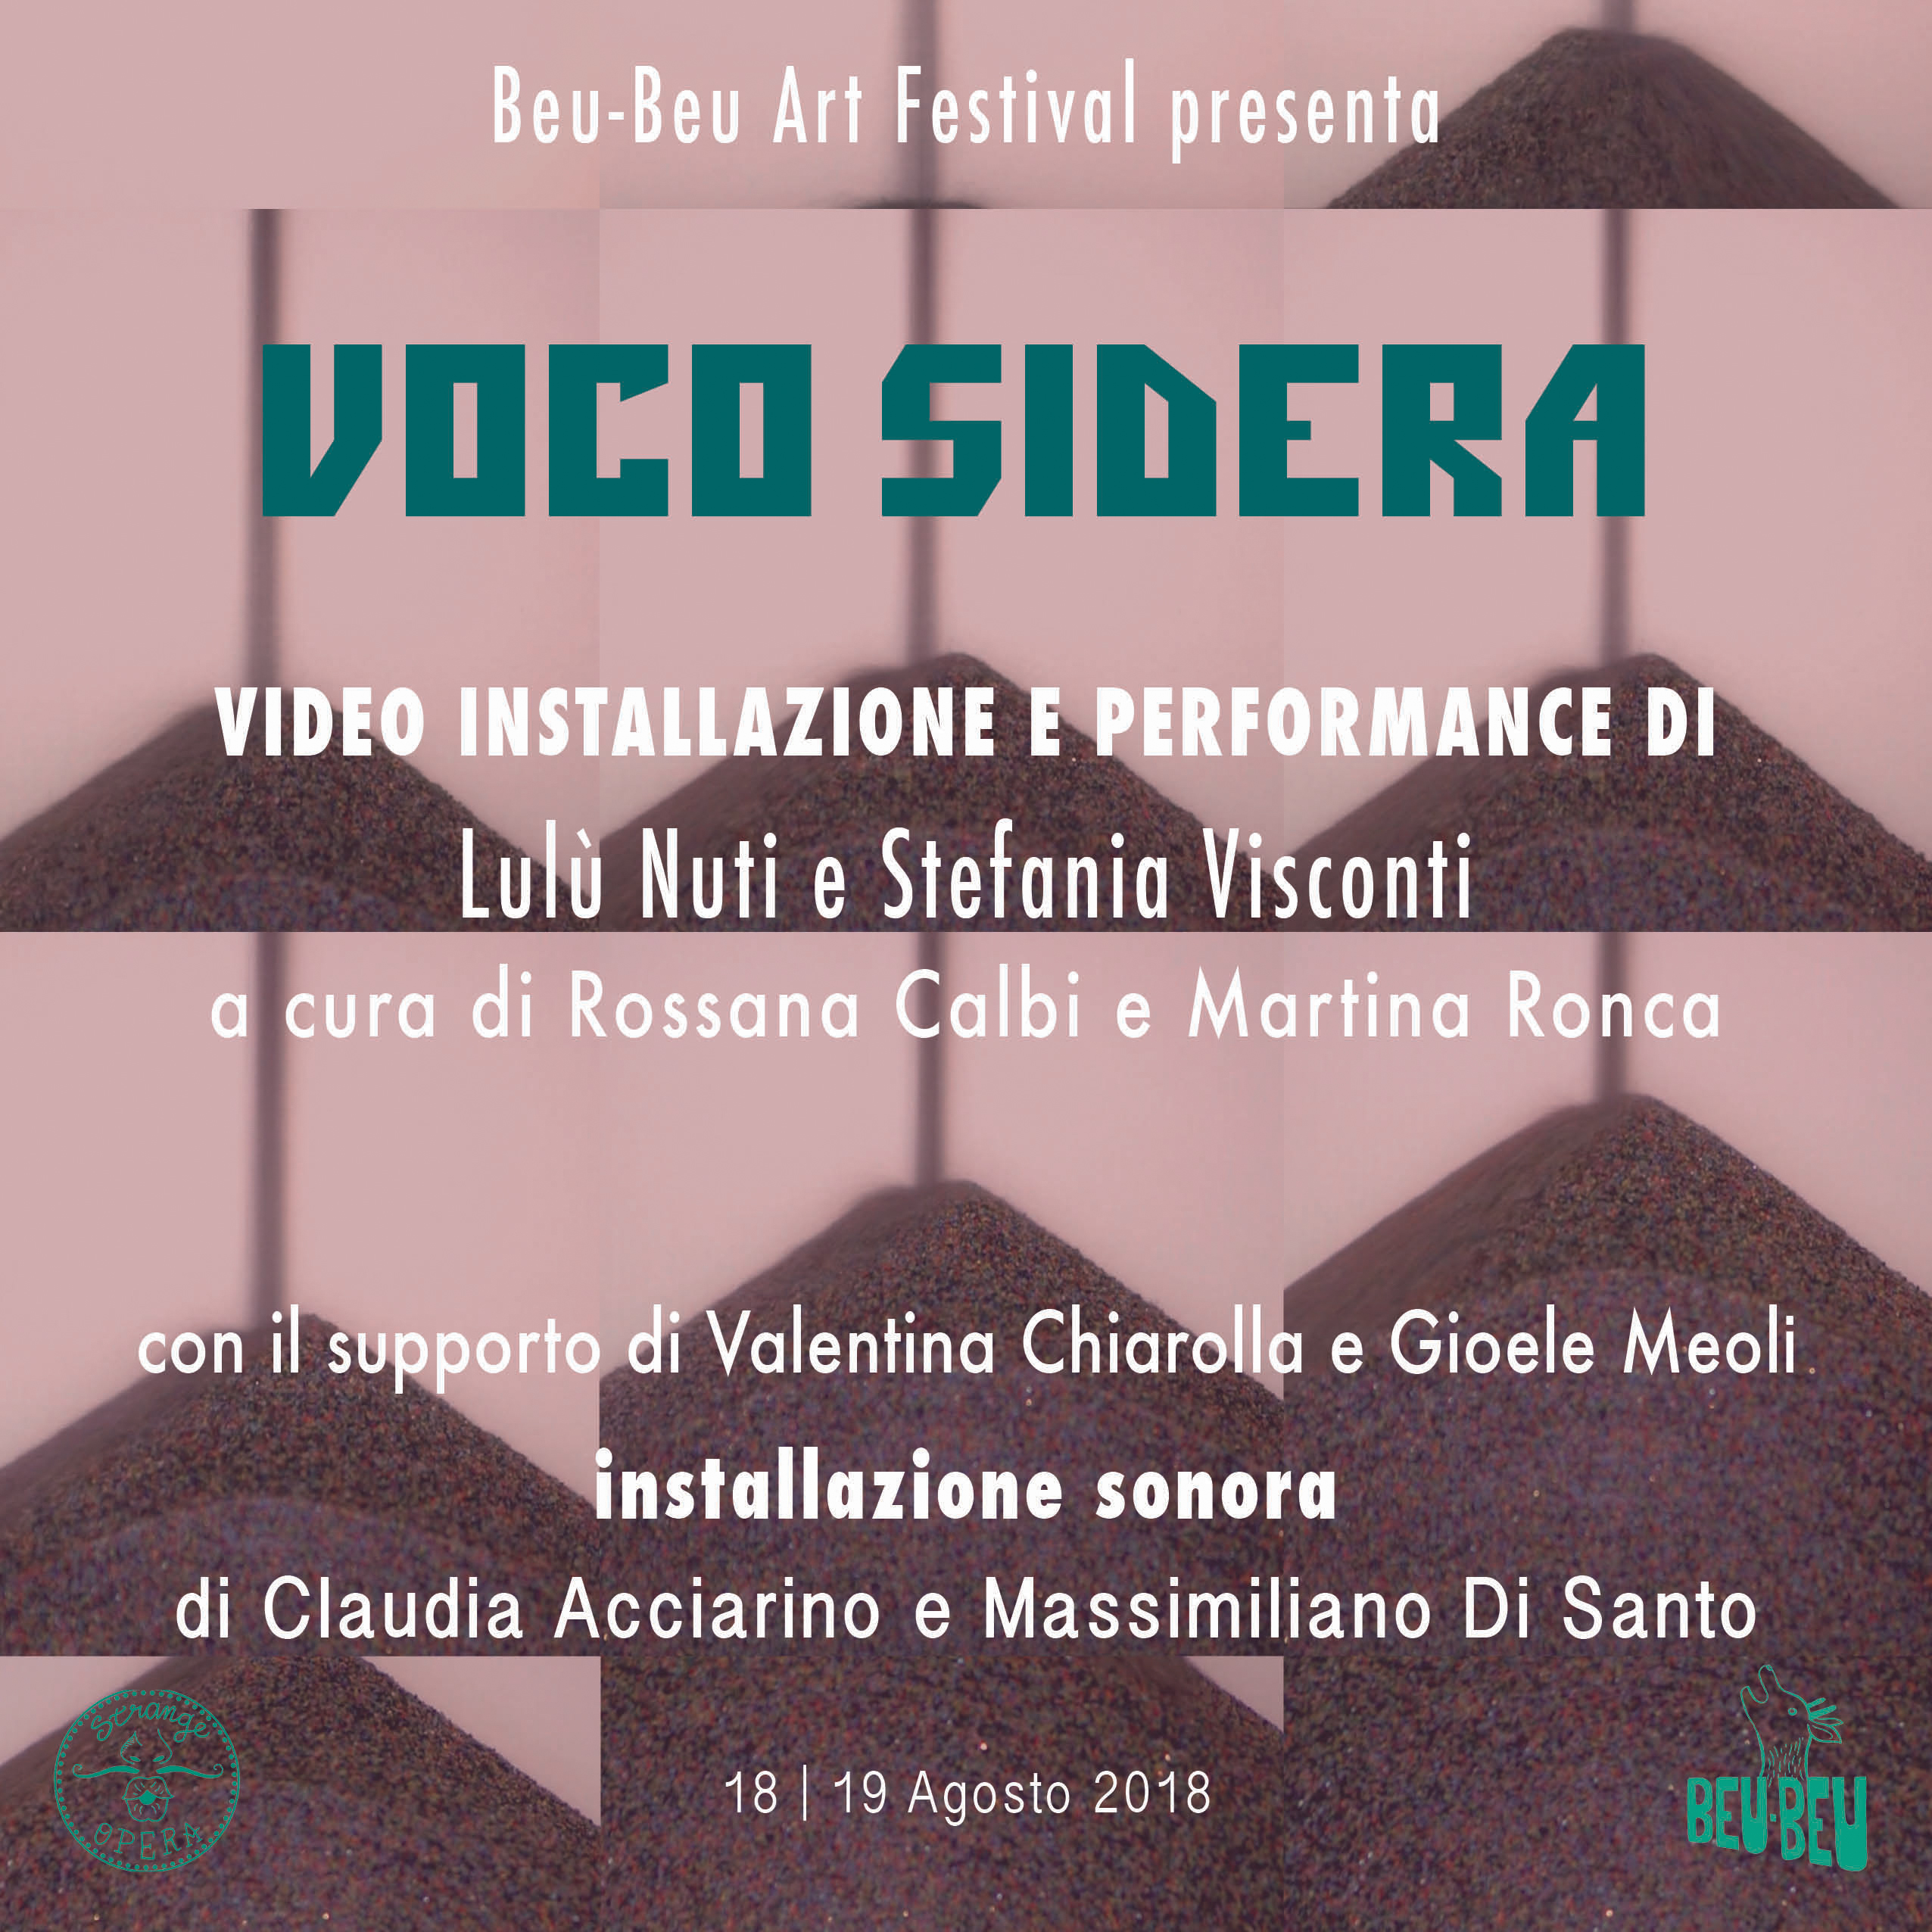 Beu-Beu Art Festival presenta
VOCO SIDERA
VIDEO INSTALLAZIONE E PERFORMANCE DI
Lulù Nuti e Stefania Visconti
a cura di Rossana Calbi e Martina Ronca
con il supporto di Valentina Chiarolla e Gioele Meoli
installazione sonora
di Claudia Acciarino e Massimiliano Di Santo
strange
OPERA
18 | 19 Agosto 2018
BEU-BEU